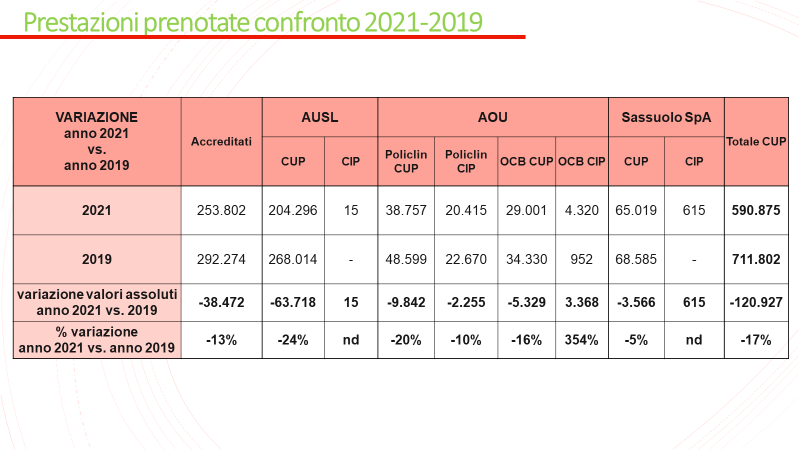 Prestazioni prenotate confronto 2021-2019
VARIAZIONE
anno 2021
vs.
anno 2019
Accreditati
AUSL
AOU
Sassuolo SpA
Totale CUP
CUP
CIP
Policlin
CUP
Policlin
CIP
OCB CUP
OCB CIP
CUP
CIP
2021 253.802 204.296 15 38.757 20.415 29.001 4.320 65.019 615 590.875
2019 292.274 268.014 - 48.599 22.670 34.330 952 68.585 - 711.802
variazione valori assoluti
anno 2021 vs. 2019
-38.472 -63.718 15 -9.842 -2.255 -5.329 3.368 -3.566 615 -120.927
% variazione
anno 2021 vs. anno 2019
-13% -24% nd -20% -10% -16% 354% -5% nd -17%